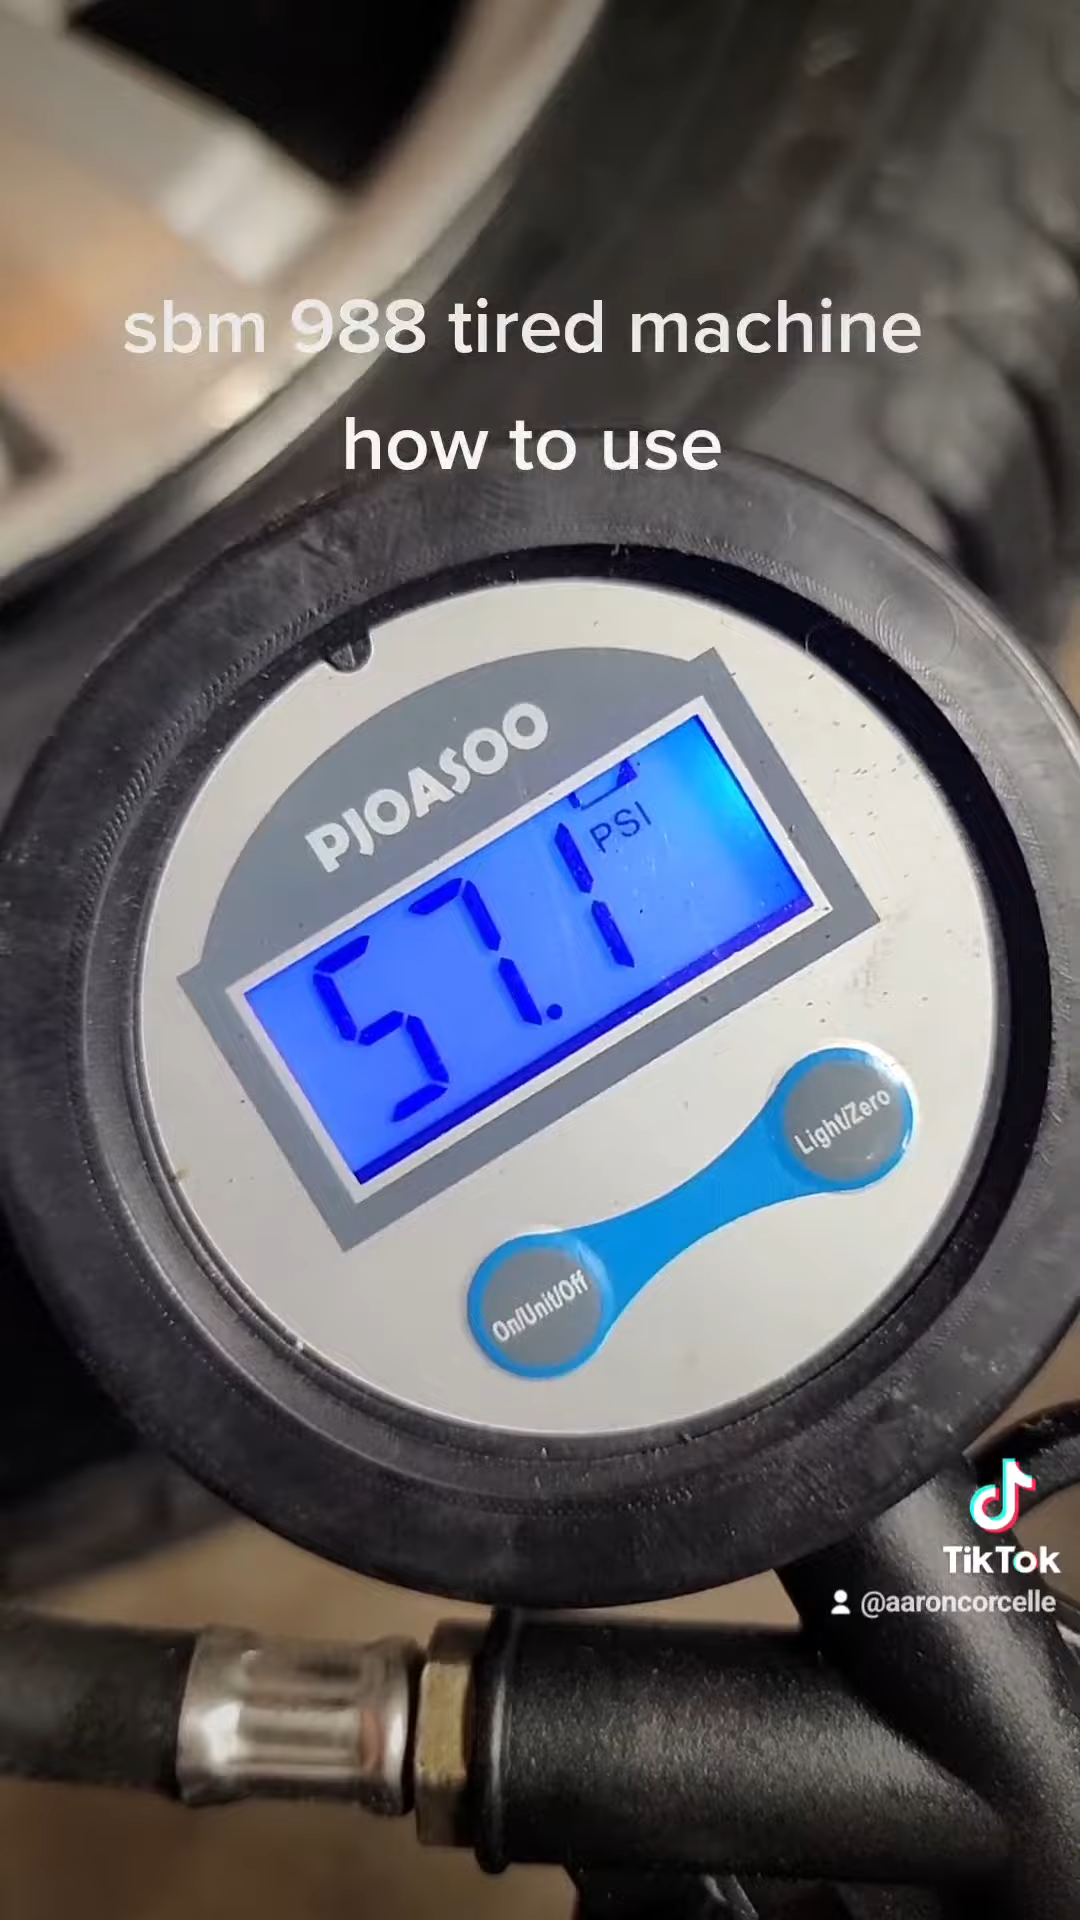 sbm 988 tired machine
how to use
PJOASOO
57.1
PSI
Light/Zero
On/Unit/Off
TikTok
@aaroncorcelle